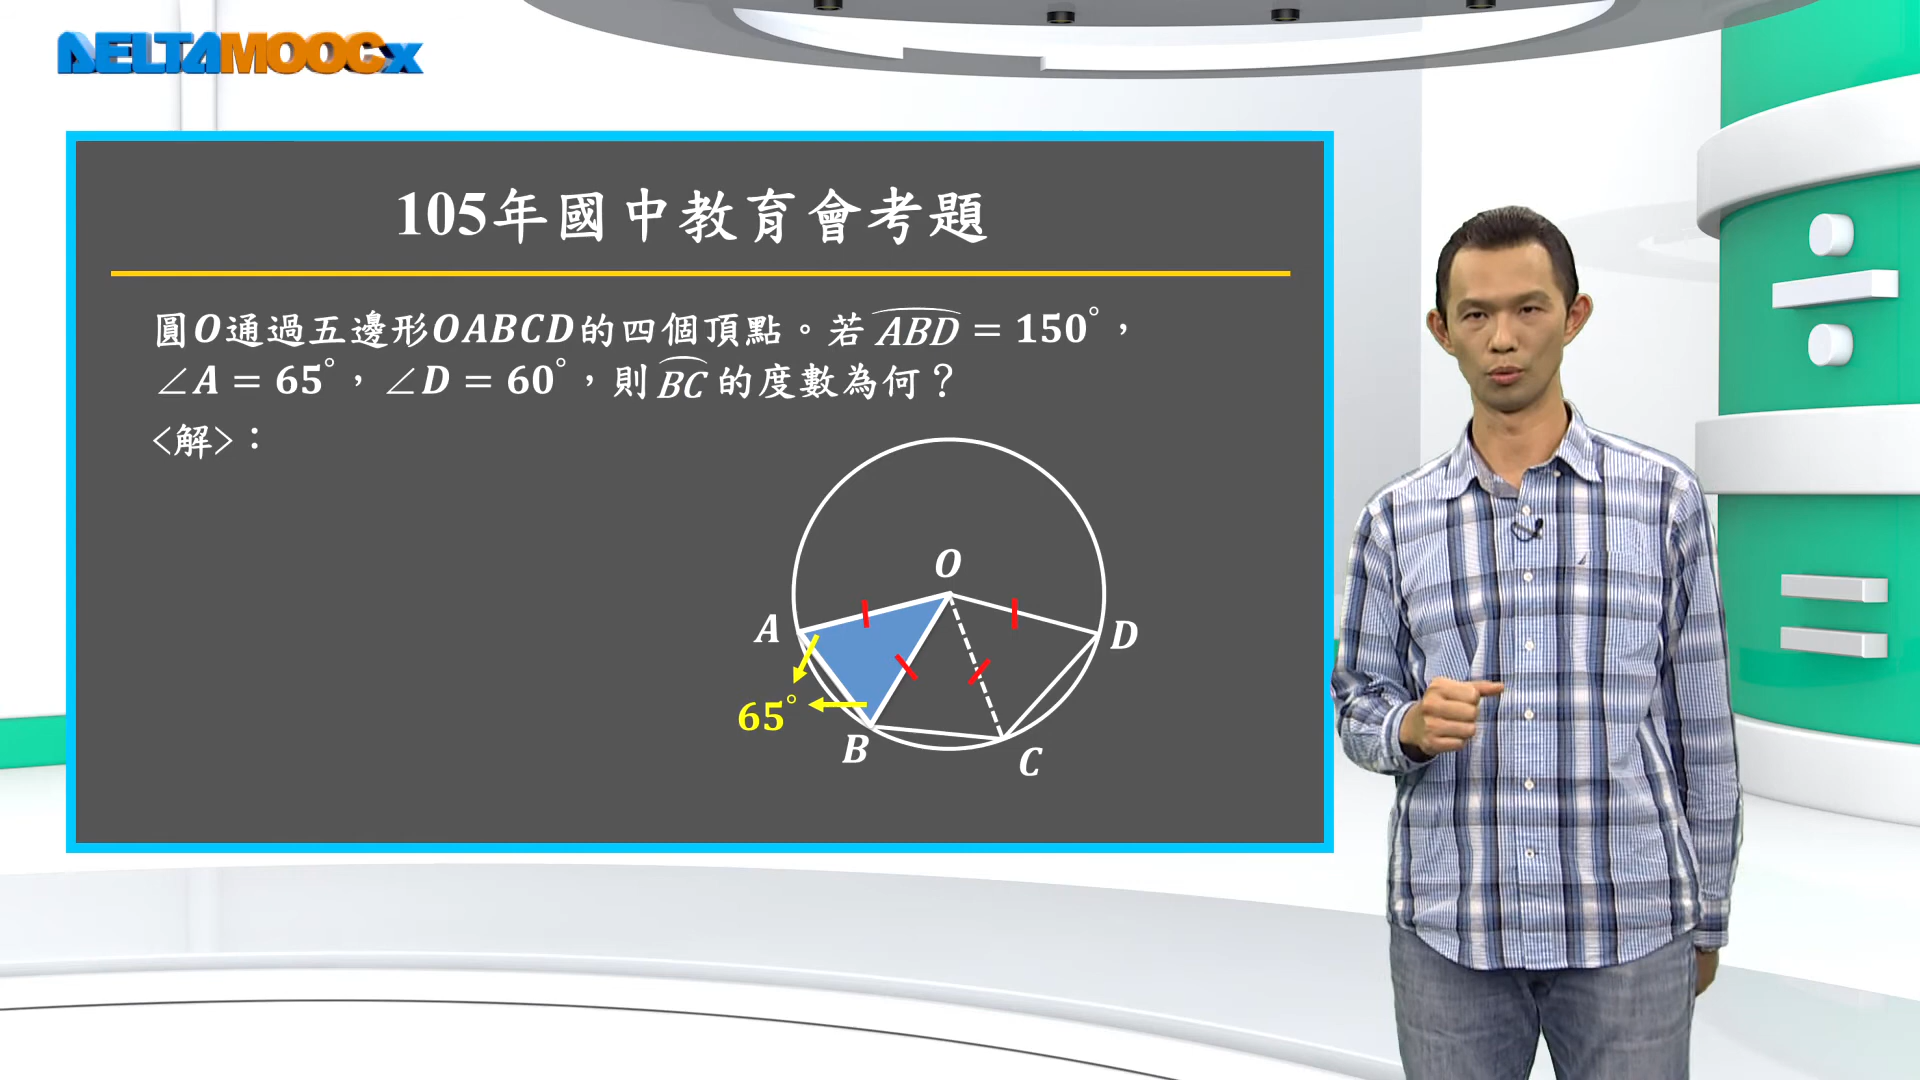 DELTAMOOCx
105年國中教育會考題
圓O通過五邊形OABCD的四個頂點。若 ABD = 150°，
∠A = 65°，∠D = 60°，則 BC 的度數為何？
<解>：
O
A
D
65°
B
C